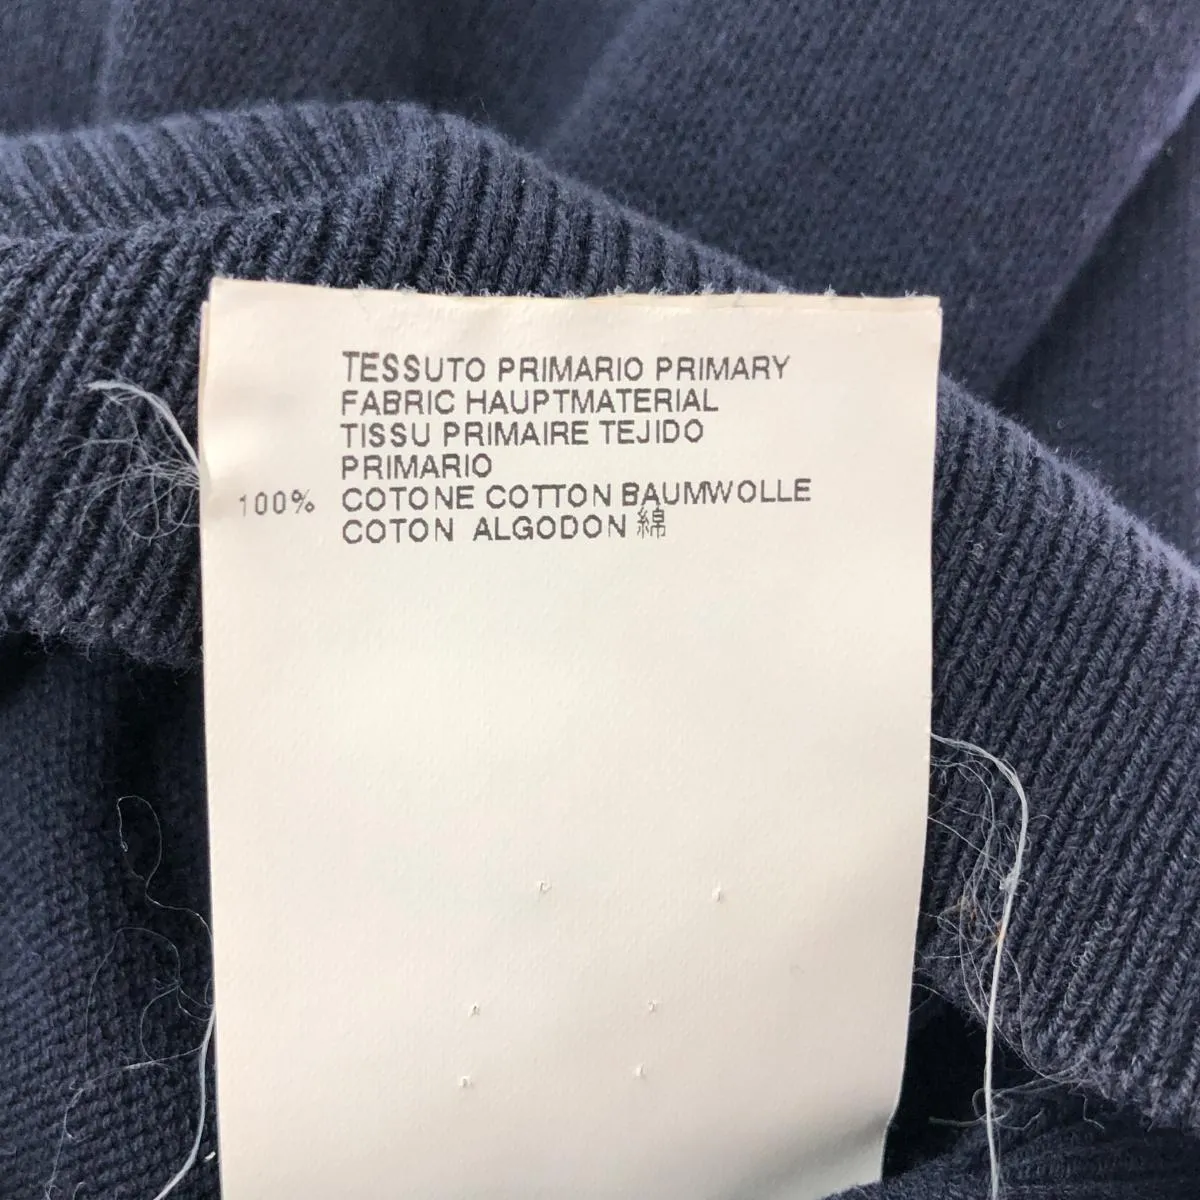 TESSUTO PRIMARIO PRIMARY
FABRIC HAUPTMATERIAL
TISSU PRIMAIRE TEJIDO
PRIMARIO
100% COTONE COTTON BAUMWOLLE
COTON ALGODON 綿